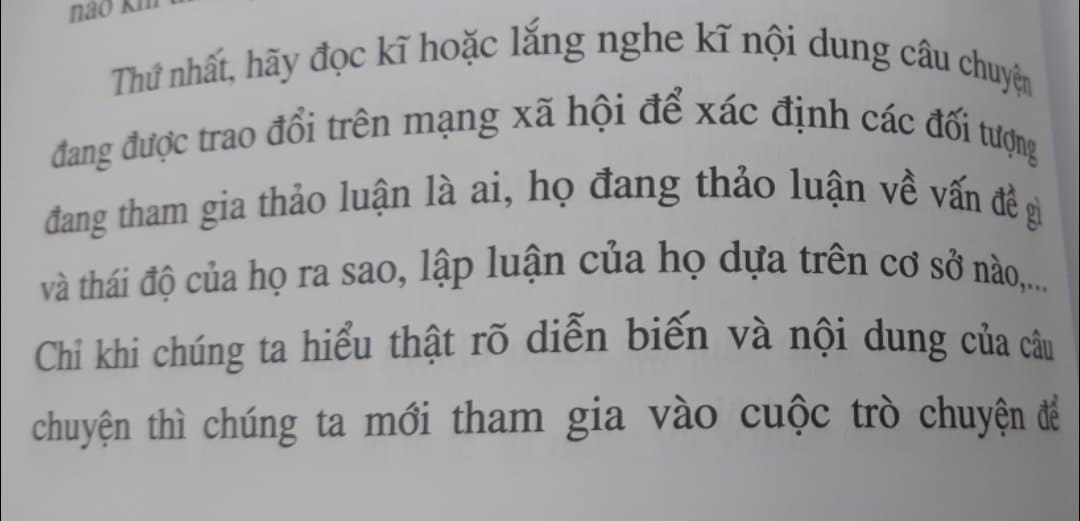 nào khi
Thứ nhất, hãy đọc kĩ hoặc lắng nghe kĩ nội dung câu chuyện
đang được trao đổi trên mạng xã hội để xác định các đối tượng
đang tham gia thảo luận là ai, họ đang thảo luận về vấn đề gì
và thái độ của họ ra sao, lập luận của họ dựa trên cơ sở nào,...
Chỉ khi chúng ta hiểu thật rõ diễn biến và nội dung của câu
chuyện thì chúng ta mới tham gia vào cuộc trò chuyện để